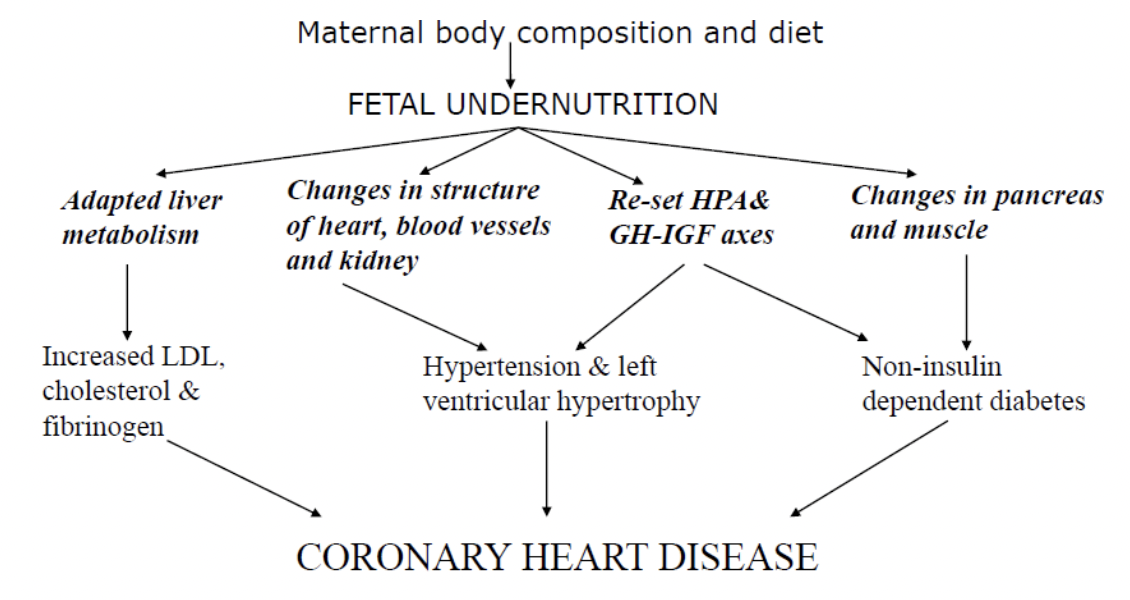 Maternal body composition and diet
FETAL UNDERNUTRITION
Adapted liver
metabolism
Changes in structure
of heart, blood vessels
and kidney
Re-set HPA&
GH-IGF axes
Changes in pancreas
and muscle
Increased LDL,
cholesterol &
fibrinogen
Hypertension & left
ventricular hypertrophy
Non-insulin
dependent diabetes
CORONARY HEART DISEASE